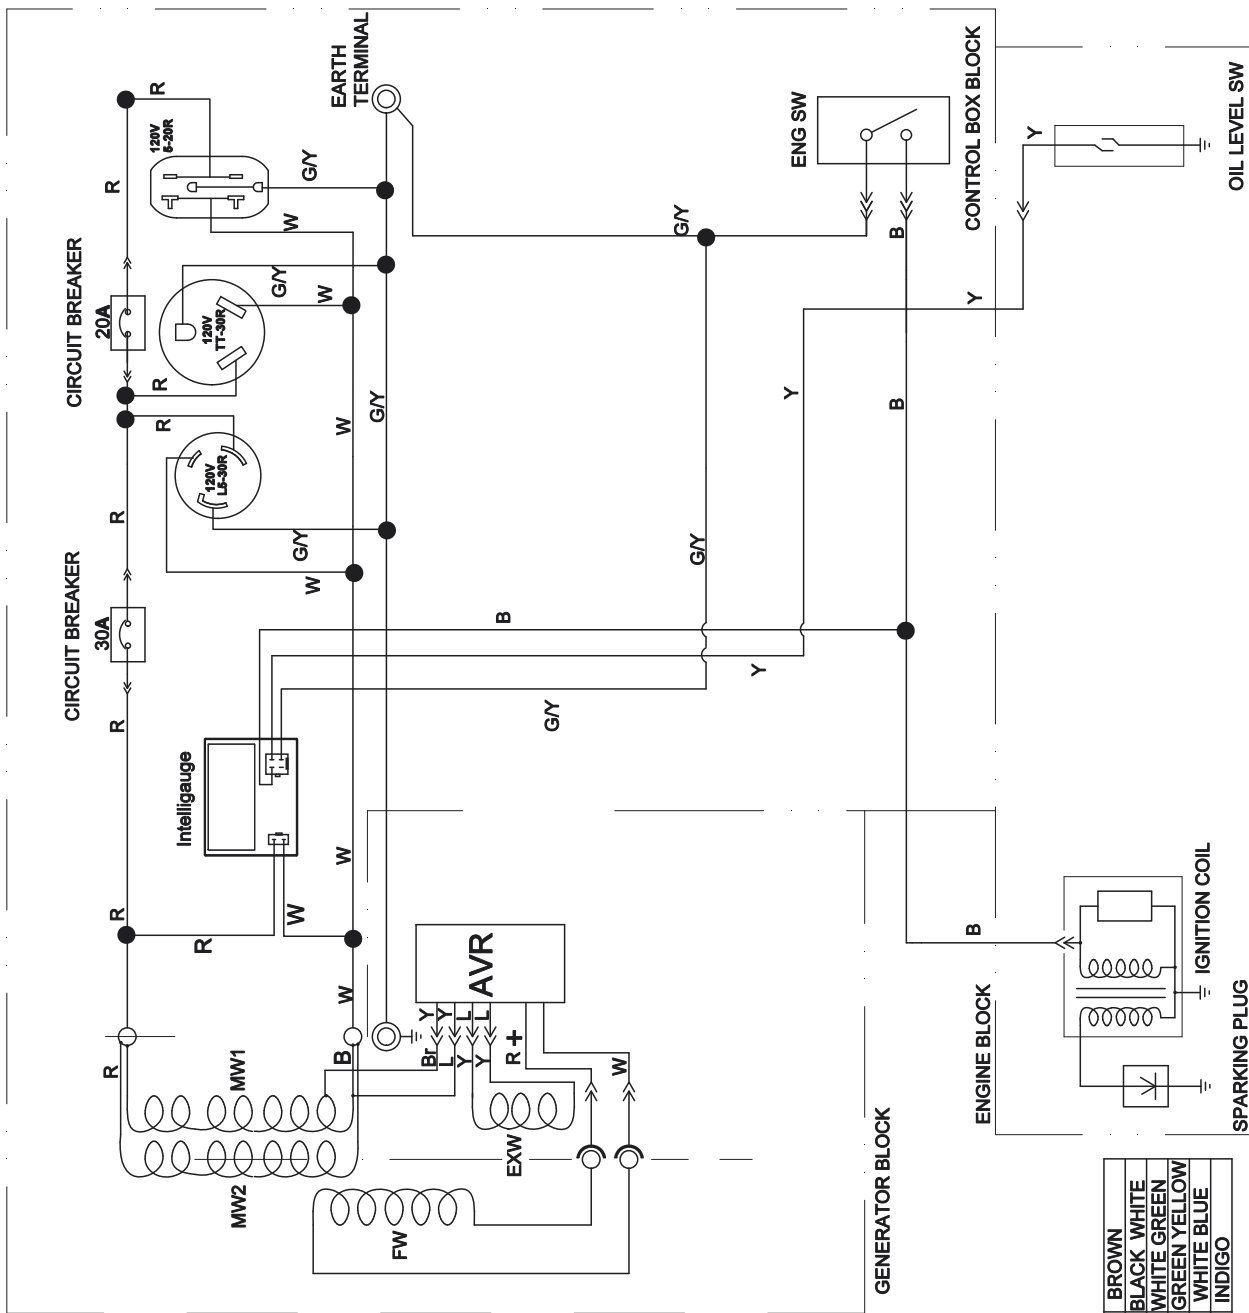 EARTH
TERMINAL
R
120V
5-20R
R
G/Y
W
CIRCUIT BREAKER
20A
G/Y
W
120V
TT-30R
R
R
W
G/Y
120V
L5-30R
R
G/Y
W
CIRCUIT BREAKER
30A
R
B
Y
G/Y
G/Y
G/Y
ENG SW
B
CONTROL BOX BLOCK
OIL LEVEL SW
Y
Y
Y
B
Intelligauge
R
R
W
W
W
AVR
Y
Y
L
L
Br
L
Y
Y
R
+
W
R
B
MW1
MW2
EXW
FW
GENERATOR BLOCK
ENGINE BLOCK
B
IGNITION COIL
SPARKING PLUG
BROWN
BLACK WHITE
WHITE GREEN
GREEN YELLOW
WHITE BLUE
INDIGO